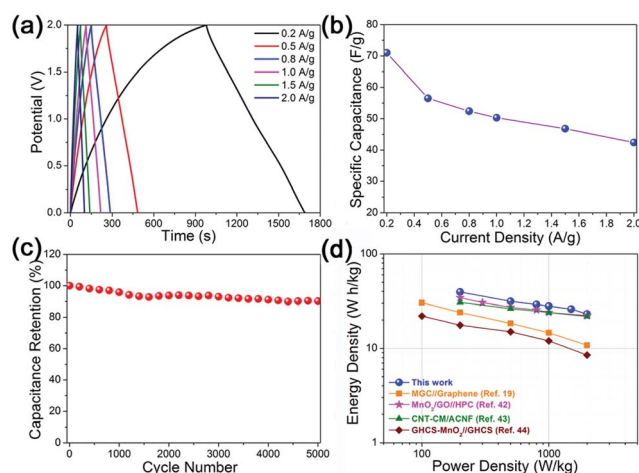 (a)
2.0
1.5
1.0
0.5
0.0
Potential (V)
0 300 600 900 1200 1500 1800
Time (s)
0.2 A/g
0.5 A/g
0.8 A/g
1.0 A/g
1.5 A/g
2.0 A/g
(b)
80
70
60
50
40
30
20
Specific Capacitance (F/g)
0.2 0.4 0.6 0.8 1.0 1.2 1.4 1.6 1.8 2.0
Current Density (A/g)
(c)
120
100
80
60
40
20
0
Capacitance Retention (%)
0 1000 2000 3000 4000 5000
Cycle Number
(d)
100
10
1
Energy Density (W h/kg)
This work
MGC//Graphene (Ref. 19)
MnO2/GO//HPC (Ref. 42)
CNT-CM/ACNF (Ref. 43)
GHCS-MnO2//GHCS (Ref. 44)
100 1000
Power Density (W/kg)